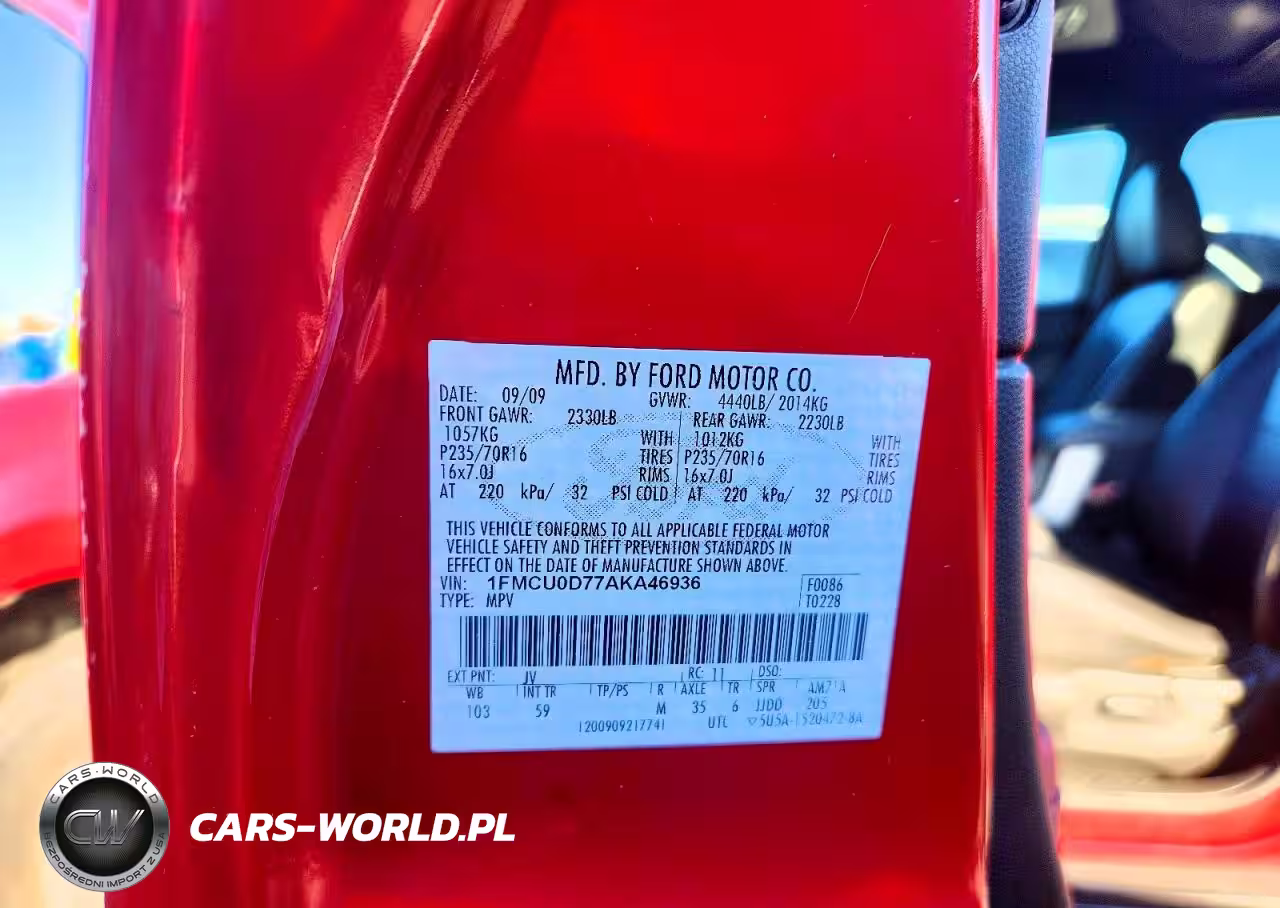 MFD. BY FORD MOTOR CO.
DATE: 09/09 GVWR: 4440LB/ 2014KG
FRONT GAWR: 2330LB REAR GAWR: 2230LB
1057KG WITH 1012KG WITH
P235/70R16 TIRES P235/70R16 TIRES
16x7.0J RIMS 16x7.0J RIMS
AT 220 kPa/ 32 PSI COLD AT 220 kPa/ 32 PSI COLD
THIS VEHICLE CONFORMS TO ALL APPLICABLE FEDERAL MOTOR
VEHICLE SAFETY AND THEFT PREVENTION STANDARDS IN
EFFECT ON THE DATE OF MANUFACTURE SHOWN ABOVE.
VIN: 1FMCU0D77AKA46936 F0086
TYPE: MPV T0228
EXT PNT: JV RC: 11 DSO:
WB INT TR TP/PS R AXLE TR SPR
103 59 M 35 6 JJDD 205
UTC
CARS-WORLD
CW
BEZPOŚREDNI IMPORT Z USA
CARS-WORLD.PL